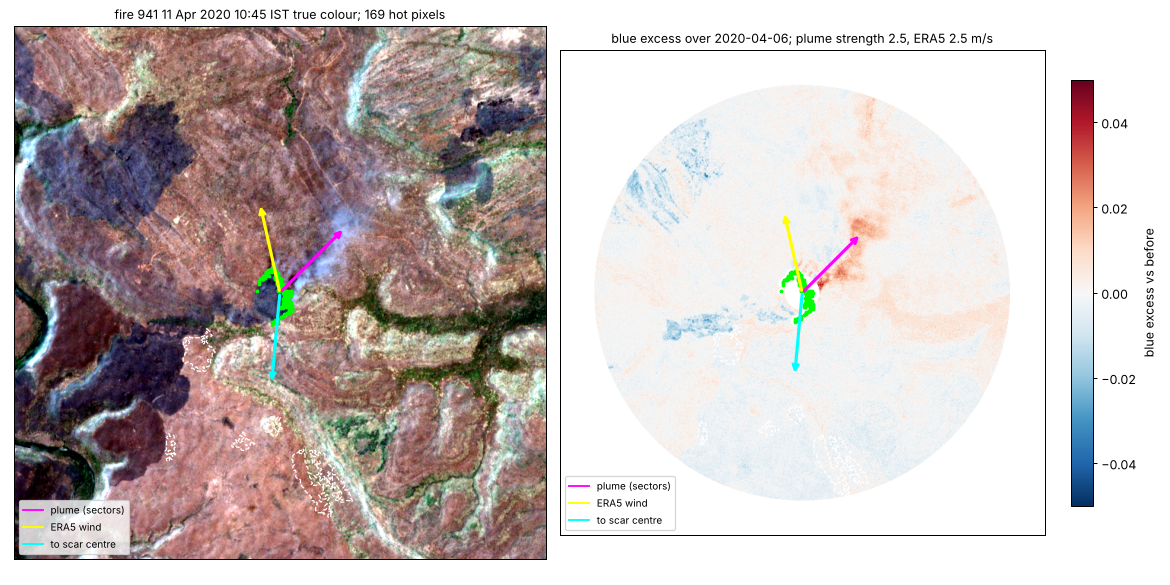 fire 941 11 Apr 2020 10:45 IST true colour; 169 hot pixels
plume (sectors)
ERA5 wind
to scar centre
blue excess over 2020-04-06; plume strength 2.5, ERA5 2.5 m/s
plume (sectors)
ERA5 wind
to scar centre
0.04
0.02
0.00
−0.02
−0.04
blue excess vs before